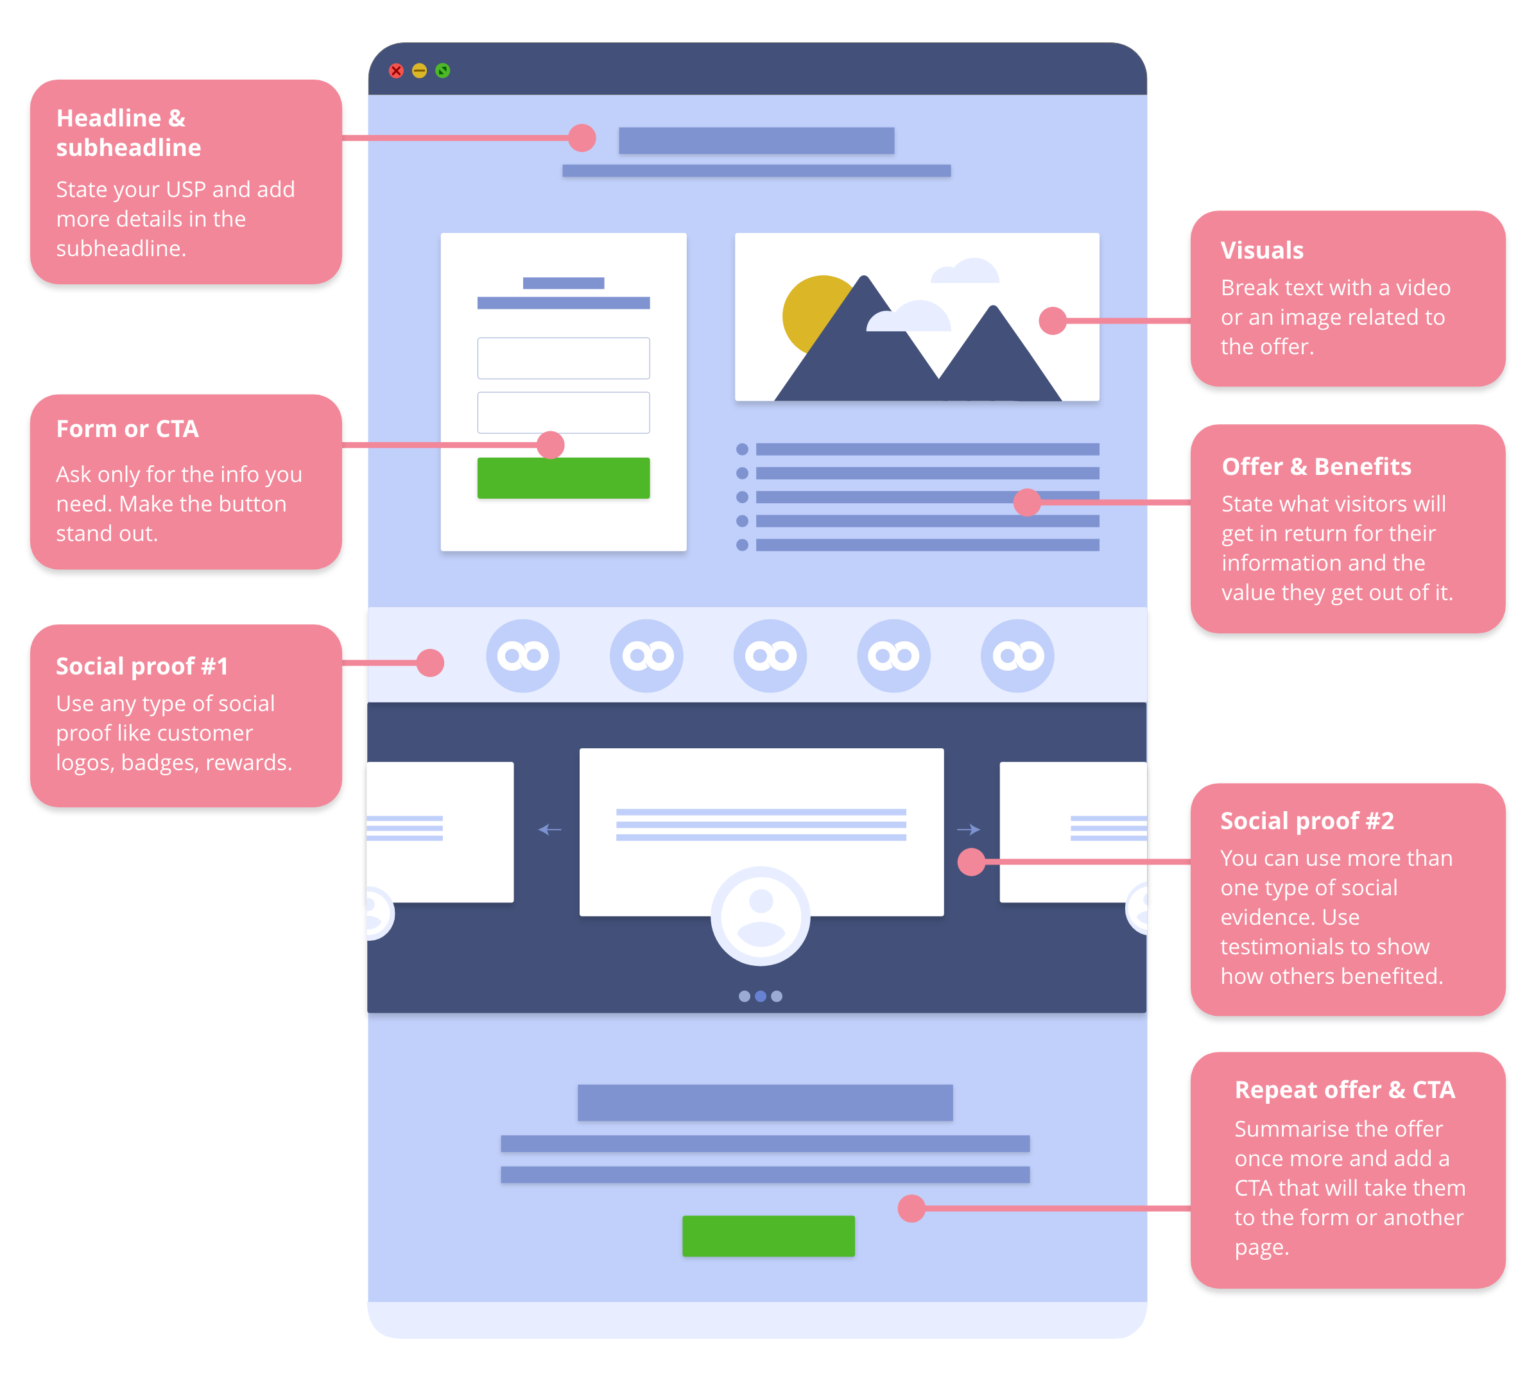 Headline &
subheadline
State your USP and add
more details in the
subheadline.
Visuals
Break text with a video
or an image related to
the offer.
Form or CTA
Ask only for the info you
need. Make the button
stand out.
Offer & Benefits
State what visitors will
get in return for their
information and the
value they get out of it.
Social proof #1
Use any type of social
proof like customer
logos, badges, rewards.
Social proof #2
You can use more than
one type of social
evidence. Use
testimonials to show
how others benefited.
Repeat offer & CTA
Summarise the offer
once more and add a
CTA that will take them
to the form or another
page.